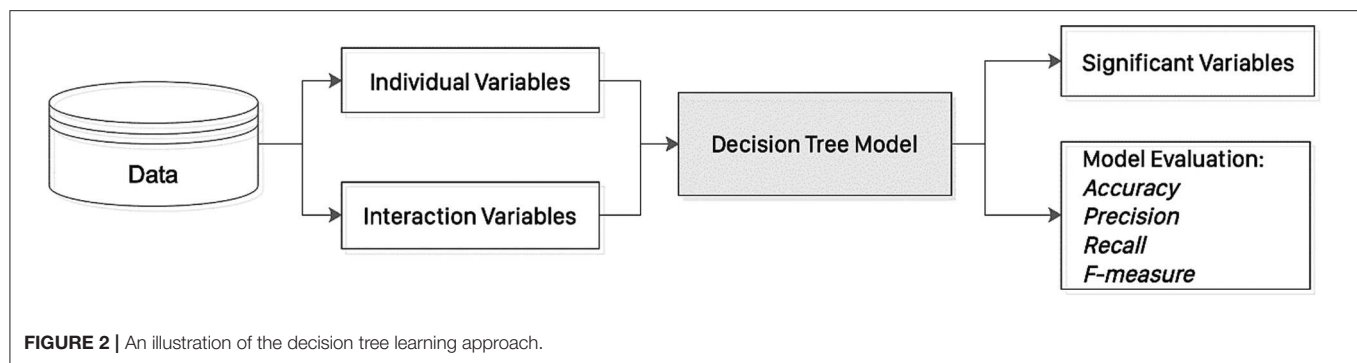 Data
Individual Variables
Interaction Variables
Decision Tree Model
Significant Variables
Model Evaluation:
Accuracy
Precision
Recall
F-measure
FIGURE 2 | An illustration of the decision tree learning approach.